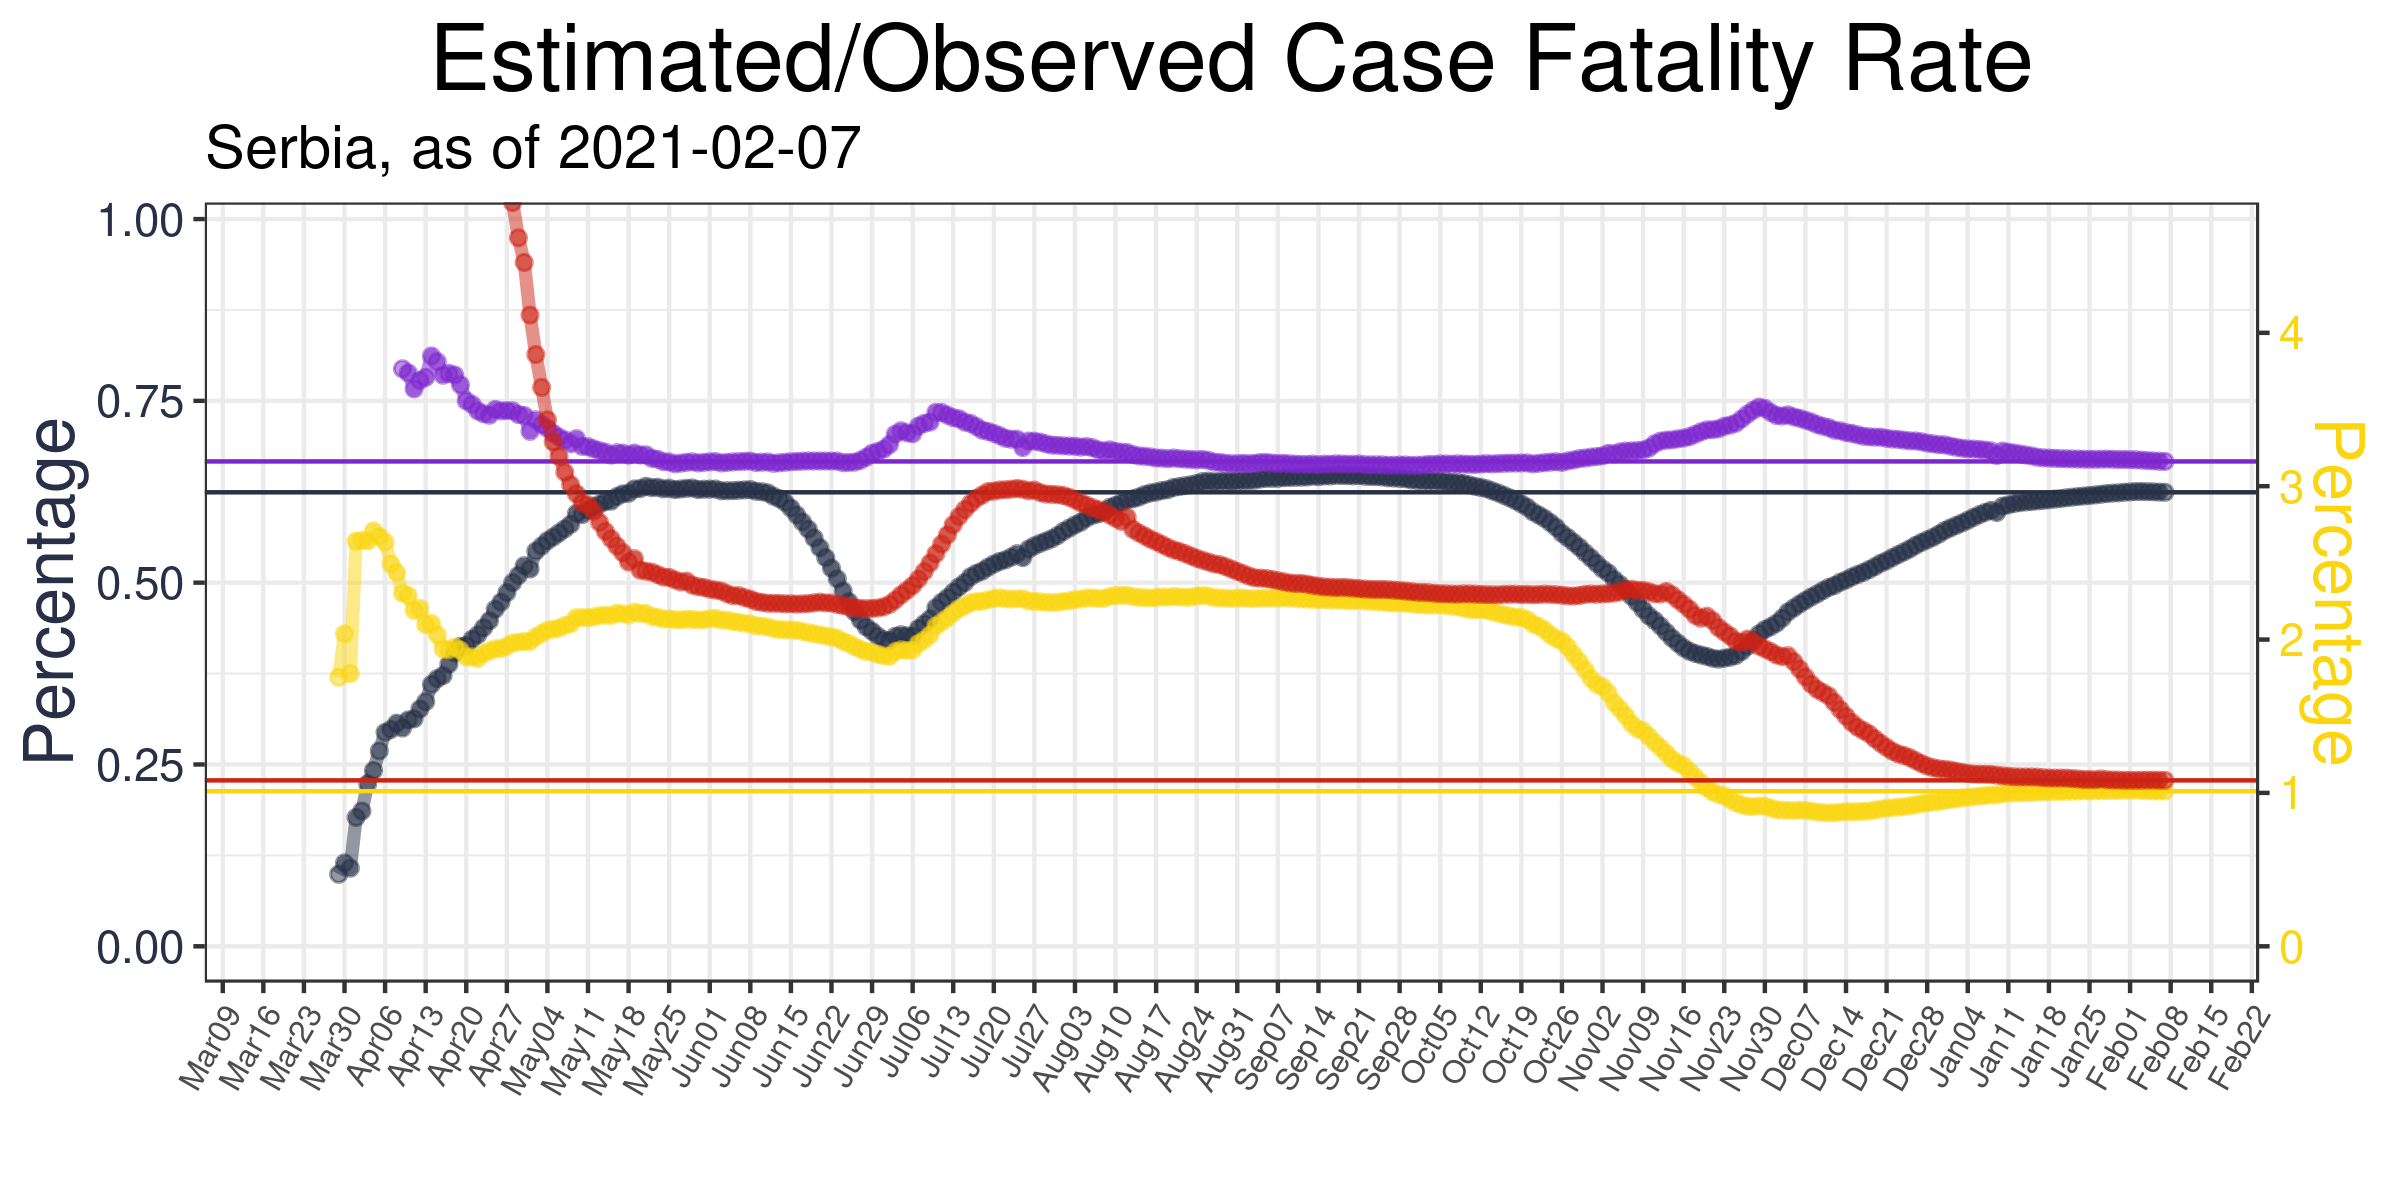 Estimated/Observed Case Fatality Rate
Serbia, as of 2021-02-07
Percentage
1.00
0.75
0.50
0.25
0.00
4
3
2
1
0
Percentage
Mar09
Mar16
Mar23
Mar30
Apr06
Apr13
Apr20
Apr27
May04
May11
May18
May25
Jun01
Jun08
Jun15
Jun22
Jun29
Jul06
Jul13
Jul20
Jul27
Aug03
Aug10
Aug17
Aug24
Aug31
Sep07
Sep14
Sep21
Sep28
Oct05
Oct12
Oct19
Oct26
Nov02
Nov09
Nov16
Nov23
Nov30
Dec07
Dec14
Dec21
Dec28
Jan04
Jan11
Jan18
Jan25
Feb01
Feb08
Feb15
Feb22